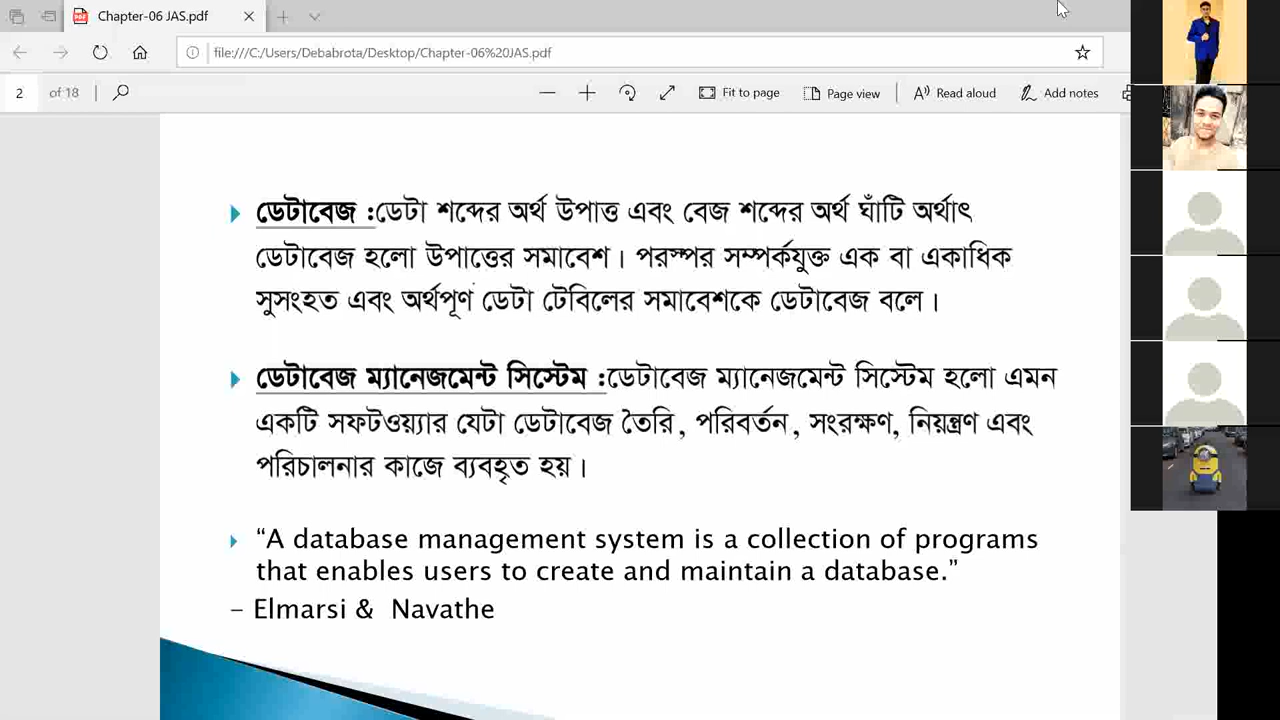 Chapter-06 JAS.pdf
file:///C:/Users/Debabrota/Desktop/Chapter-06%20JAS.pdf
2 of 18 Fit to page Page view Read aloud Add notes
ডেটাবেজ :ডেটা শব্দের অর্থ উপাত্ত এবং বেজ শব্দের অর্থ ঘাঁটি অর্থাৎ
ডেটাবেজ হলো উপাত্তের সমাবেশ। পরস্পর সম্পর্কযুক্ত এক বা একাধিক
সুসংহত এবং অর্থপূর্ণ ডেটা টেবিলের সমাবেশকে ডেটাবেজ বলে।
ডেটাবেজ ম্যানেজমেন্ট সিস্টেম :ডেটাবেজ ম্যানেজমেন্ট সিস্টেম হলো এমন
একটি সফটওয়্যার যেটা ডেটাবেজ তৈরি, পরিবর্তন, সংরক্ষণ, নিয়ন্ত্রণ এবং
পরিচালনার কাজে ব্যবহৃত হয়।
“A database management system is a collection of programs
that enables users to create and maintain a database.”
– Elmarsi & Navathe